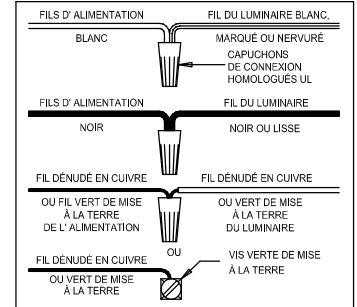 FILS D' ALIMENTATION
FIL DU LUMINAIRE BLANC,
BLANC
MARQUÉ OU NERVURÉ
CAPUCHONS
DE CONNEXION
HOMOLOGUÉS UL
FILS D' ALIMENTATION
FIL DU LUMINAIRE
NOIR
NOIR OU LISSE
FIL DÉNUDÉ EN CUIVRE
FIL DÉNUDÉ EN CUIVRE
OU FIL VERT DE MISE
À LA TERRE
DE L' ALIMENTATION
OU VERT DE MISE
À LA TERRE
DU LUMINAIRE
OU
FIL DÉNUDÉ EN CUIVRE
OU VERT DE MISE
À LA TERRE
VIS VERTE DE MISE
À LA TERRE